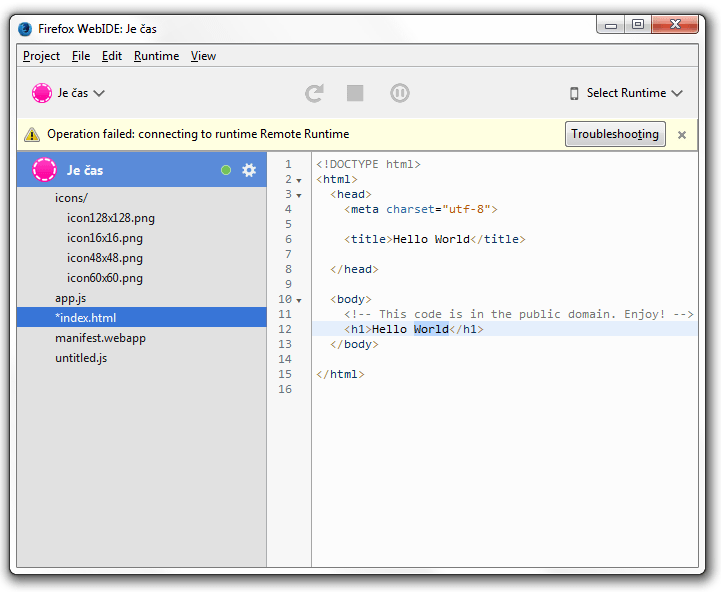 Firefox WebIDE: Je čas
Project File Edit Runtime View
Je čas Select Runtime
Operation failed: connecting to runtime Remote Runtime Troubleshooting
Je čas
icons/
icon128x128.png
icon16x16.png
icon48x48.png
icon60x60.png
app.js
*index.html
manifest.webapp
untitled.js
1 <!DOCTYPE html>
2 <html>
3 <head>
4 <meta charset="utf-8">
5
6 <title>Hello World</title>
7
8 </head>
9
10 <body>
11 <!-- This code is in the public domain. Enjoy! -->
12 <h1>Hello World</h1>
13 </body>
14
15 </html>
16